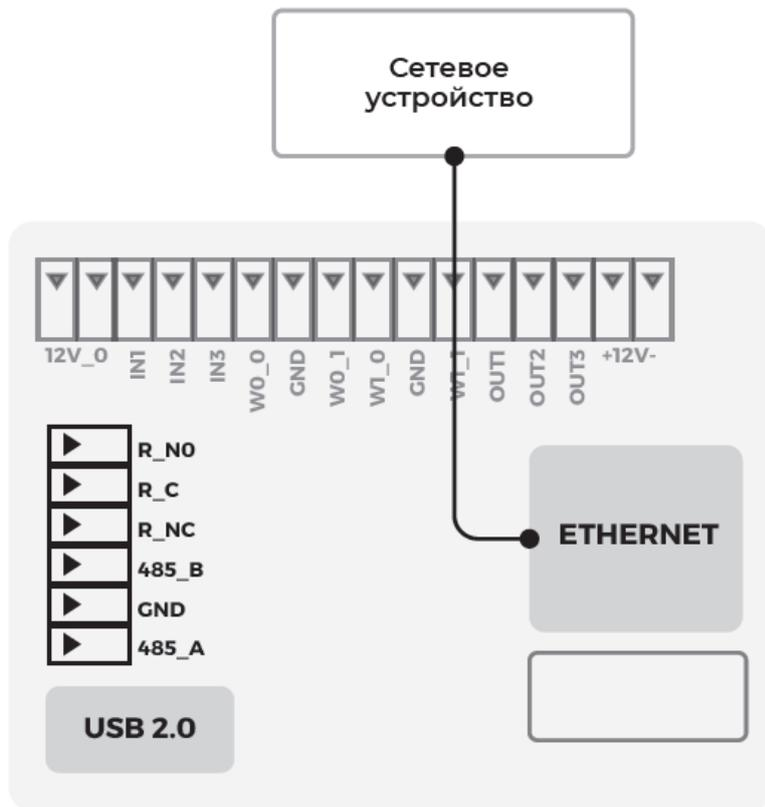 Сетевое
устройство
12V_0
IN1
IN2
IN3
W0_0
GND
W0_1
W1_0
GND
W1_1
OUT1
OUT2
OUT3
+12V-
R_N0
R_C
R_NC
485_B
GND
485_A
ETHERNET
USB 2.0